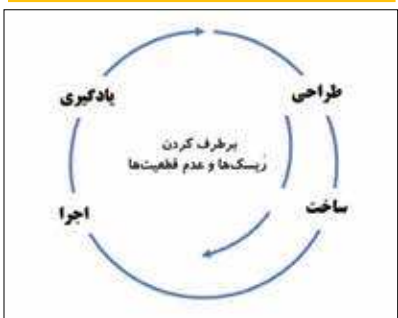 طراحی
یادگیری
برطرف کردن
ریسک‌ها و عدم قطعیت‌ها
ساخت
اجرا